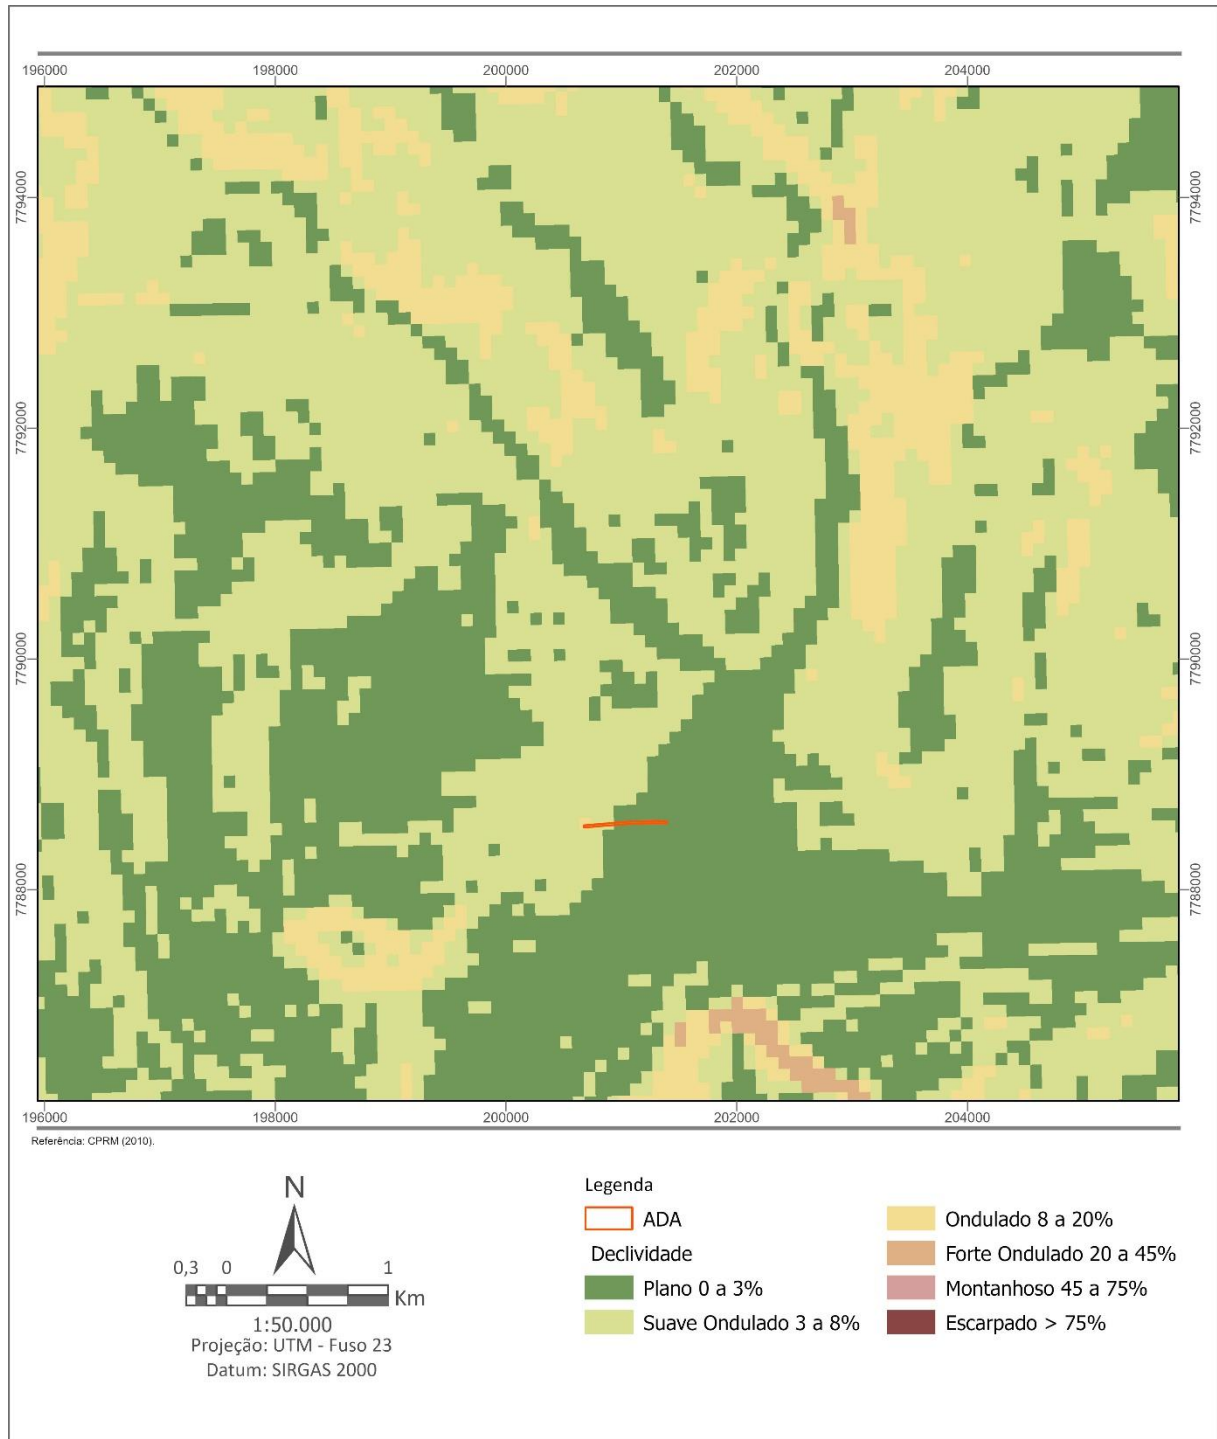 196000 198000 200000 202000 204000
7794000 7794000
7792000 7792000
7790000 7790000
7788000 7788000
196000 198000 200000 202000 204000
Referência: CPRM (2010).
N
0,3 0 1
Km
1:50.000
Projeção: UTM - Fuso 23
Datum: SIRGAS 2000
Legenda
ADA
Declividade
Plano 0 a 3%
Suave Ondulado 3 a 8%
Ondulado 8 a 20%
Forte Ondulado 20 a 45%
Montanhoso 45 a 75%
Escarpado > 75%